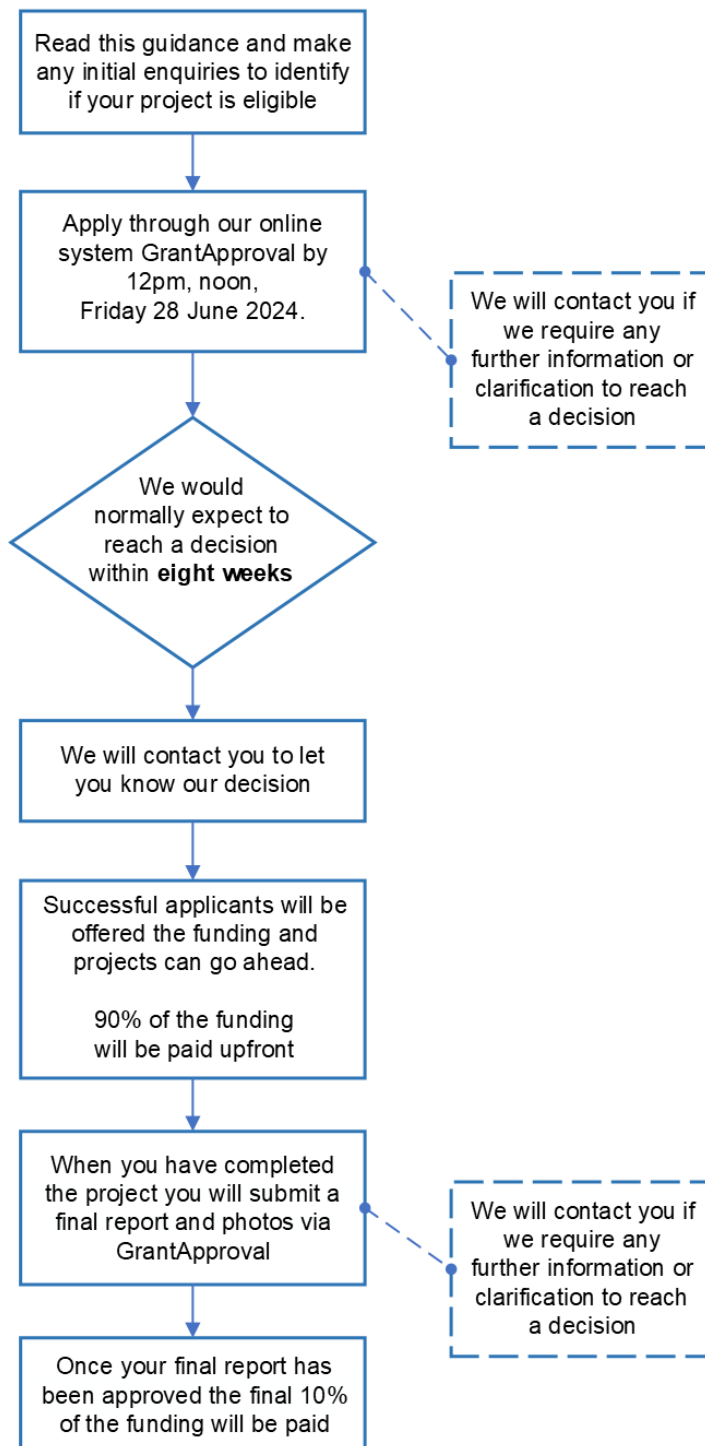 Read this guidance and make
any initial enquiries to identify
if your project is eligible
Apply through our online
system GrantApproval by
12pm, noon,
Friday 28 June 2024.
We will contact you if
we require any
further information or
clarification to reach
a decision
We would
normally expect to
reach a decision
within eight weeks
We will contact you to let
you know our decision
Successful applicants will be
offered the funding and
projects can go ahead.
90% of the funding
will be paid upfront
When you have completed
the project you will submit a
final report and photos via
GrantApproval
We will contact you if
we require any
further information or
clarification to reach
a decision
Once your final report has
been approved the final 10%
of the funding will be paid